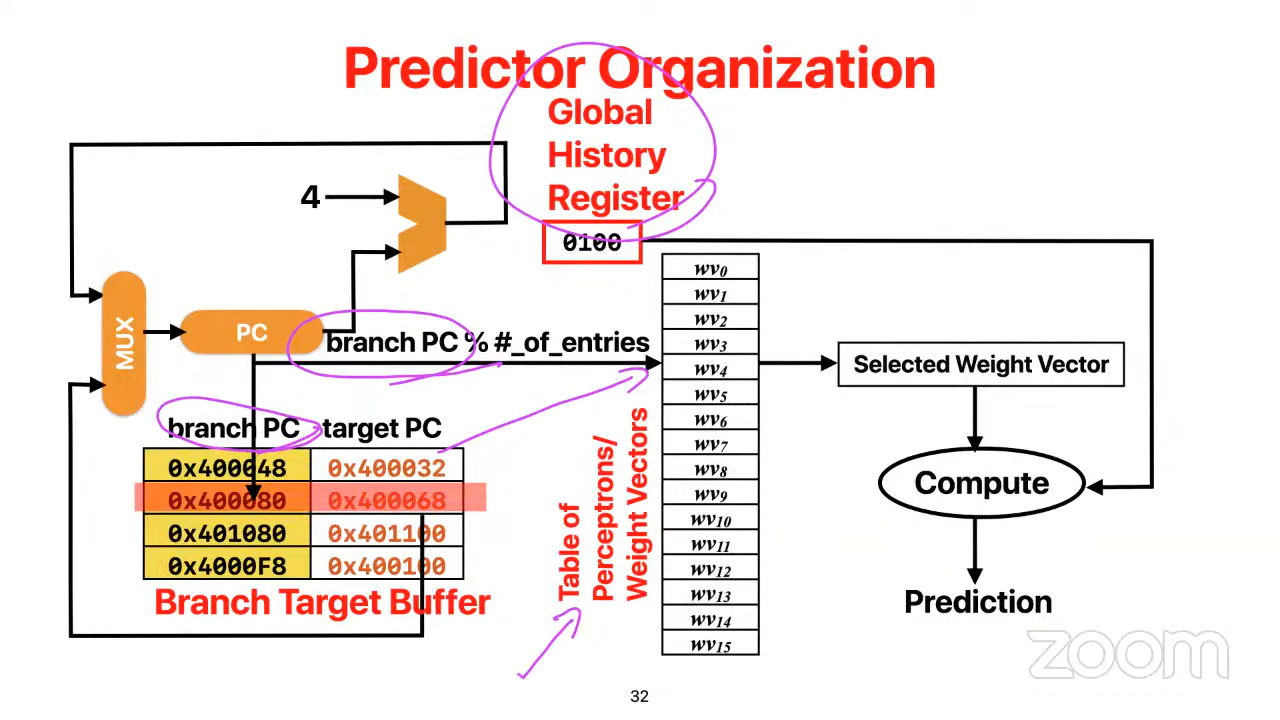 Predictor Organization
Global
History
Register
0100
4
MUX
PC
branch PC % #_of_entries
branch PC target PC
0x400048 0x400032
0x400080 0x400068
0x401080 0x401100
0x4000F8 0x400100
Branch Target Buffer
Table of
Perceptrons/
Weight Vectors
wv0
wv1
wv2
wv3
wv4
wv5
wv6
wv7
wv8
wv9
wv10
wv11
wv12
wv13
wv14
wv15
Selected Weight Vector
Compute
Prediction
zoom
32